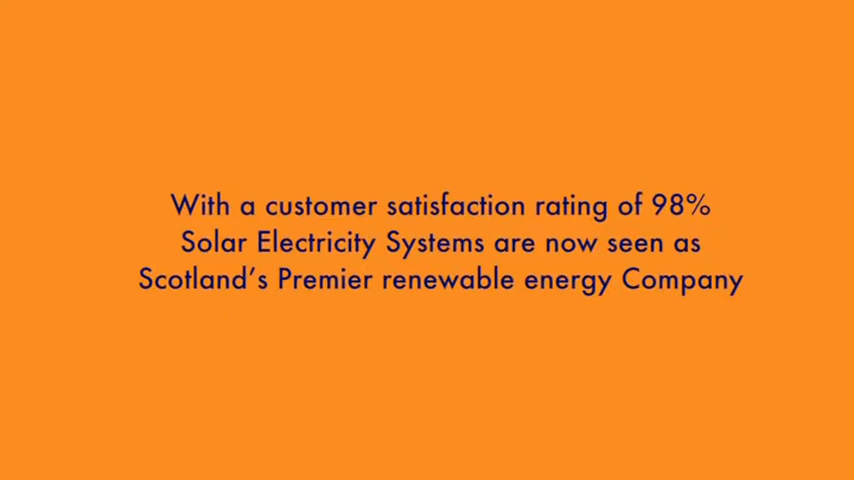 With a customer satisfaction rating of 98%
Solar Electricity Systems are now seen as
Scotland's Premier renewable energy Company